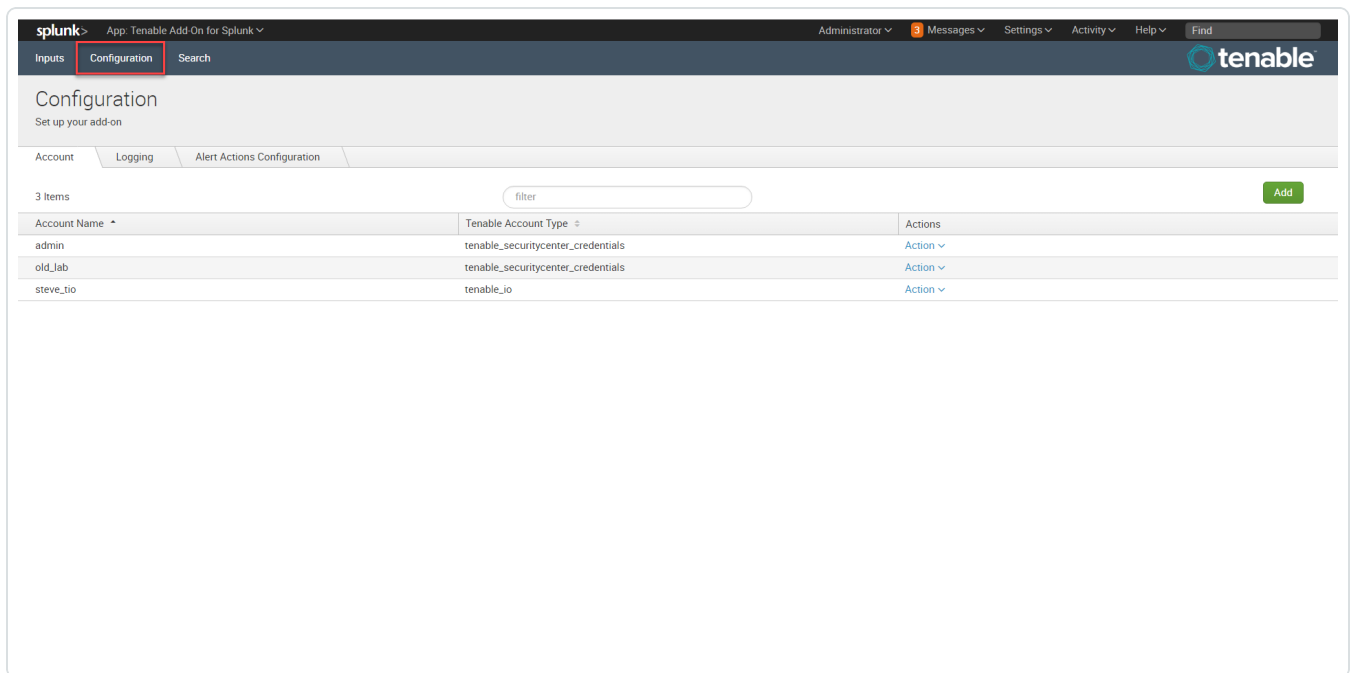 splunk> App: Tenable Add-On for Splunk Administrator 3 Messages Settings Activity Help Find
Inputs Configuration Search tenable
Configuration
Set up your add-on
Account Logging Alert Actions Configuration
3 Items filter Add
Account Name Tenable Account Type Actions
admin tenable_securitycenter_credentials Action
old_lab tenable_securitycenter_credentials Action
steve_tio tenable_io Action